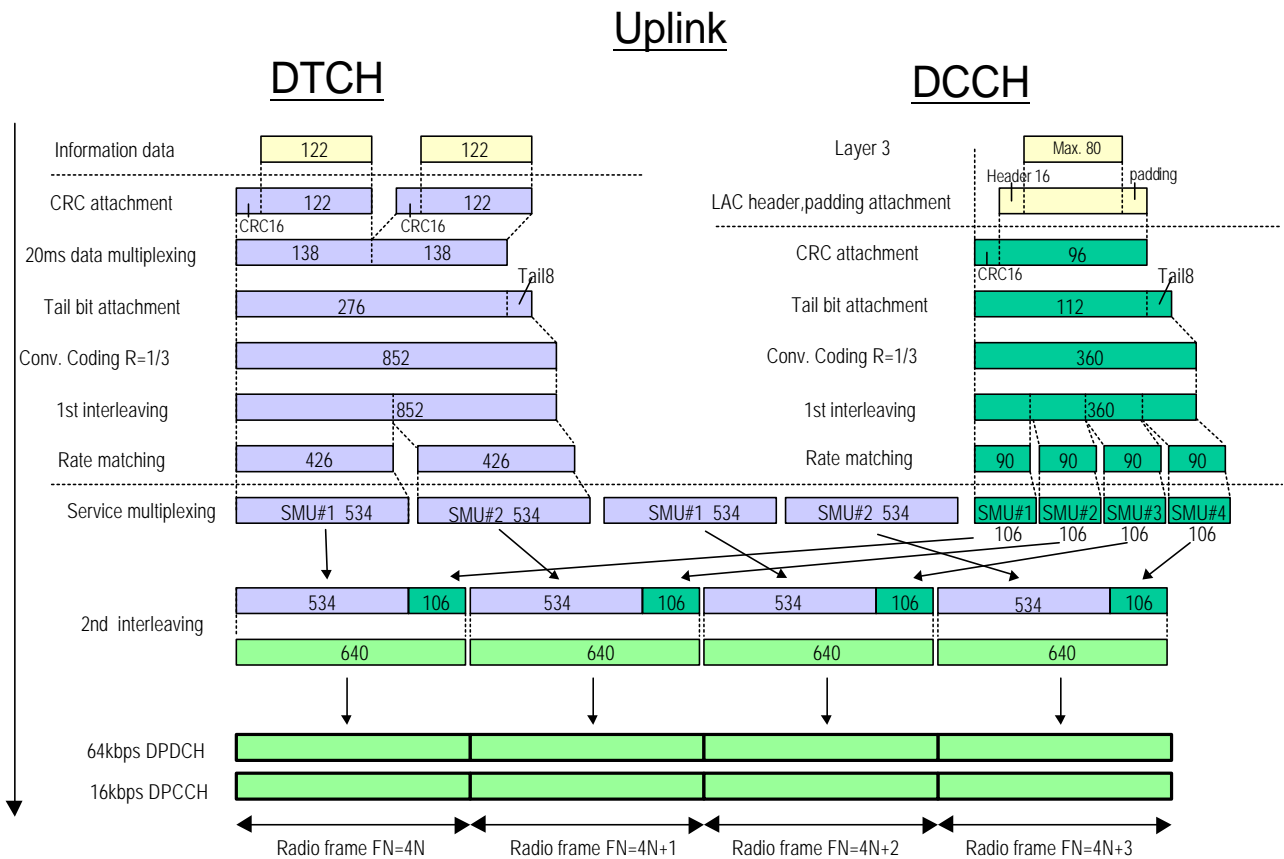 Uplink
DTCH
DCCH
Information data
122
122
Layer 3
Max. 80
Header 16
padding
CRC attachment
122
122
LAC header,padding attachment
CRC16
CRC16
20ms data multiplexing
138
138
CRC attachment
96
CRC16
Tail8
Tail8
Tail bit attachment
276
Tail bit attachment
112
Conv. Coding R=1/3
852
Conv. Coding R=1/3
360
1st interleaving
852
1st interleaving
360
Rate matching
426
426
Rate matching
90
90
90
90
Service multiplexing
SMU#1 534
SMU#2 534
SMU#1 534
SMU#2 534
SMU#1
SMU#2
SMU#3
SMU#4
106
106
106
106
534
106
534
106
534
106
534
106
2nd interleaving
640
640
640
640
64kbps DPDCH
16kbps DPCCH
Radio frame FN=4N
Radio frame FN=4N+1
Radio frame FN=4N+2
Radio frame FN=4N+3